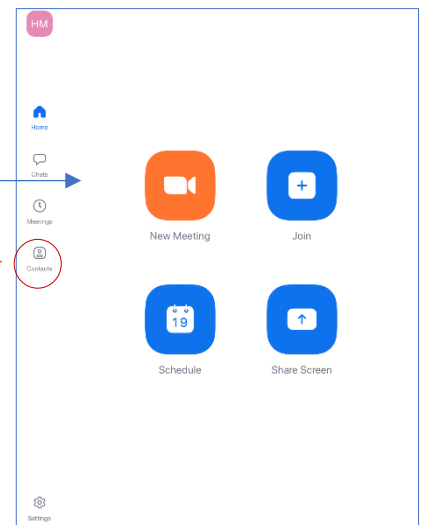 HM
Home
Chats
Meetings
Contacts
Settings
New Meeting
Join
19
Schedule
Share Screen